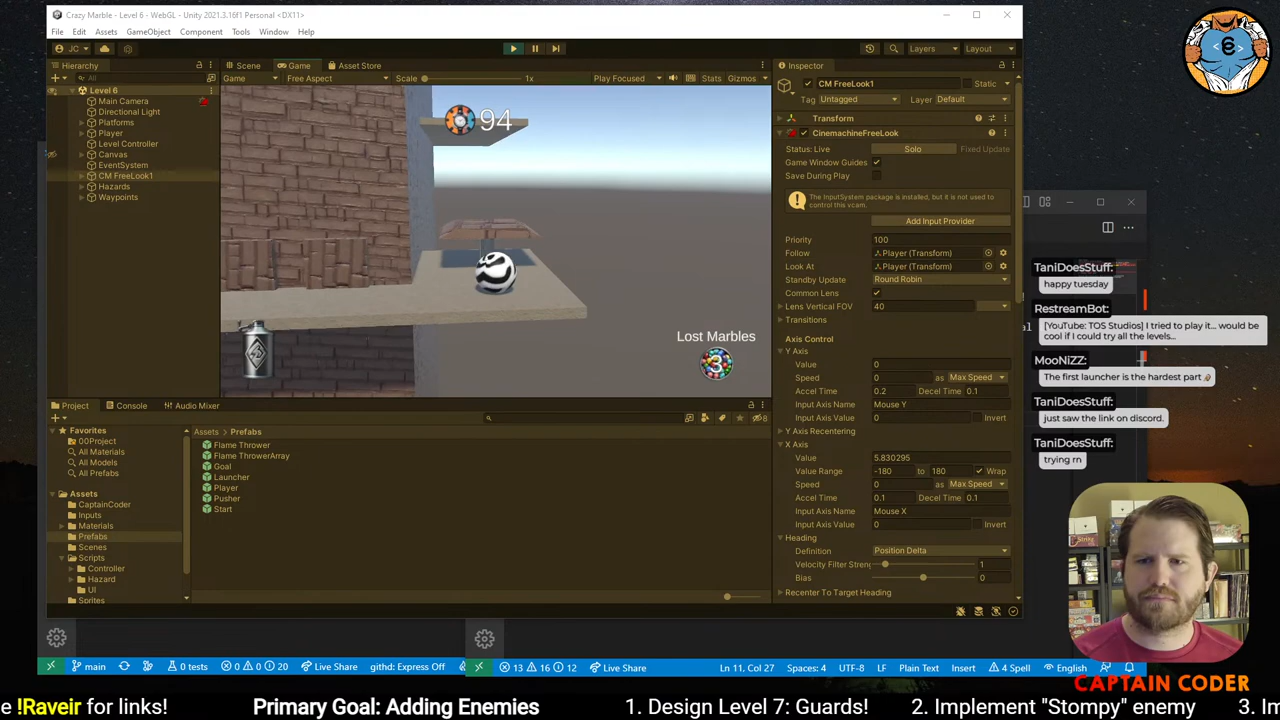 Crazy Marble - Level 6 - WebGL - Unity 2021.3.16f1 Personal <DX11>
File Edit Assets GameObject Component Tools Window Help
JC
Layers
Layout
Hierarchy
All
Level 6
Main Camera
Directional Light
Platforms
Player
Level Controller
Canvas
EventSystem
CM FreeLook1
Hazards
Waypoints
Scene Game Asset Store
Game Free Aspect Scale 1x Play Focused Stats Gizmos
94
Lost Marbles
3
Inspector
CM FreeLook1 Static
Tag Untagged Layer Default
Transform
CinemachineFreeLook
Status: Live Solo Fixed Update
Game Window Guides
Save During Play
The InputSystem package is installed, but it is not used to
control this vcam.
Add Input Provider
Priority 100
Follow Player (Transform)
Look At Player (Transform)
Standby Update Round Robin
Common Lens
Lens Vertical FOV 40
Transitions
Axis Control
Y Axis
Value 0
Speed 0 as Max Speed
Accel Time 0.2 Decel Time 0.1
Input Axis Name Mouse Y
Input Axis Value 0 Invert
Y Axis Recentering
X Axis
Value 5.830295
Value Range -180 to 180 Wrap
Speed 0 as Max Speed
Accel Time 0.1 Decel Time 0.1
Input Axis Name Mouse X
Input Axis Value 0 Invert
Heading
Definition Position Delta
Velocity Filter Streng 1
Bias 0
Recenter To Target Heading
Project Console Audio Mixer
8
Favorites
00Project
All Materials
All Models
All Prefabs
Assets
CaptainCoder
Inputs
Materials
Prefabs
Scenes
Scripts
Controller
Hazard
UI
Sprites
Assets > Prefabs
Flame Thrower
Flame ThrowerArray
Goal
Launcher
Player
Pusher
Start
TaniDoesStuff:
happy tuesday
RestreamBot:
[YouTube: TOS Studios] I tried to play it... would be
cool if I could try all the levels...
MooNiZZ:
The first launcher is the hardest part
TaniDoesStuff:
just saw the link on discord.
TaniDoesStuff:
trying rn
main 0 tests 0 0 20 Live Share githd: Express Off
13 16 12 Live Share Ln 11, Col 27 Spaces: 4 UTF-8 LF Plain Text Insert 4 Spell English
CAPTAIN CODER
e !Raveir for links! Primary Goal: Adding Enemies 1. Design Level 7: Guards! 2. Implement "Stompy" enemy 3. Im